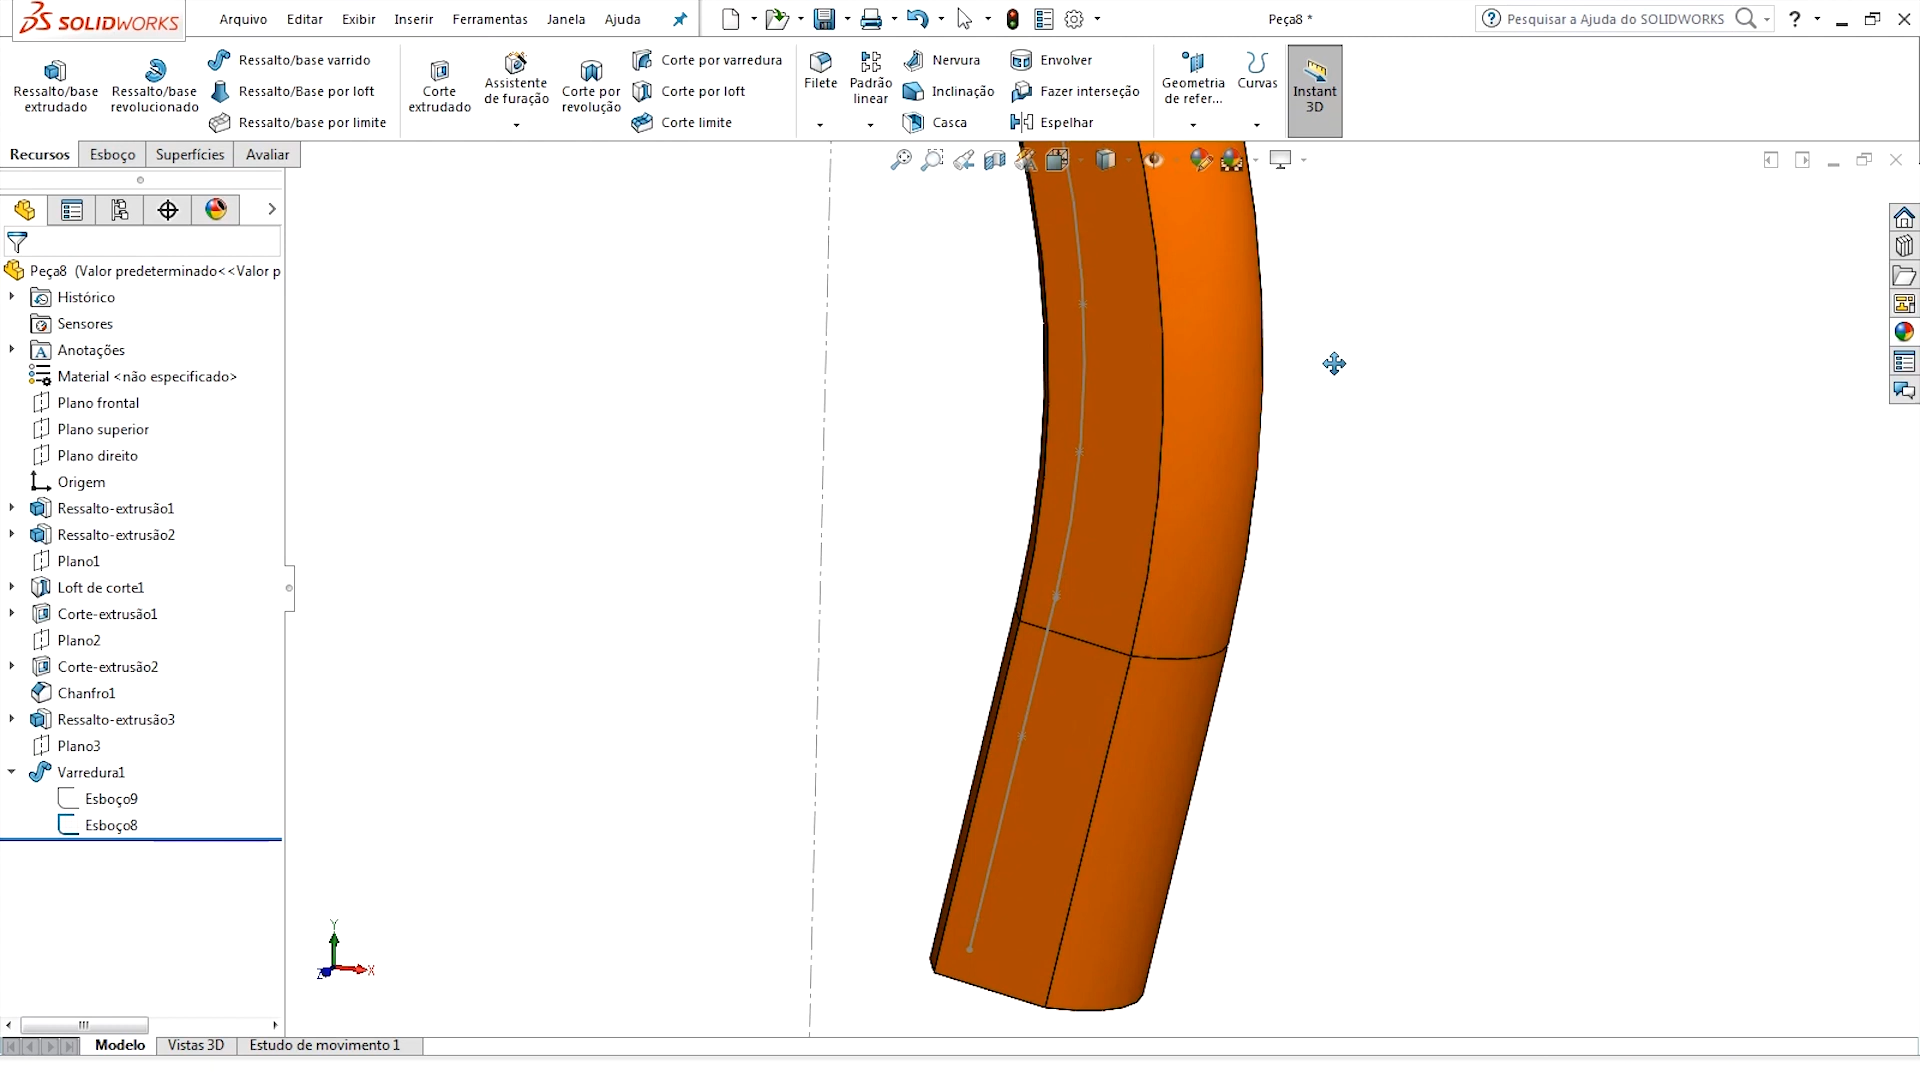 SOLIDWORKS
Arquivo Editar Exibir Inserir Ferramentas Janela Ajuda
Peça8 *
Pesquisar a Ajuda do SOLIDWORKS
Ressalto/base extrudado
Ressalto/base revolucionado
Ressalto/base varrido
Ressalto/Base por loft
Ressalto/base por limite
Corte extrudado
Assistente de furação
Corte por revolução
Corte por varredura
Corte por loft
Corte limite
Filete
Padrão linear
Nervura
Inclinação
Casca
Envolver
Fazer interseção
Espelhar
Geometria de refer...
Curvas
Instant 3D
Recursos Esboço Superfícies Avaliar
Peça8 (Valor predeterminado<<Valor p
Histórico
Sensores
Anotações
Material <não especificado>
Plano frontal
Plano superior
Plano direito
Origem
Ressalto-extrusão1
Ressalto-extrusão2
Plano1
Loft de corte1
Corte-extrusão1
Plano2
Corte-extrusão2
Chanfro1
Ressalto-extrusão3
Plano3
Varredura1
Esboço9
Esboço8
Y
Z X
Modelo Vistas 3D Estudo de movimento 1